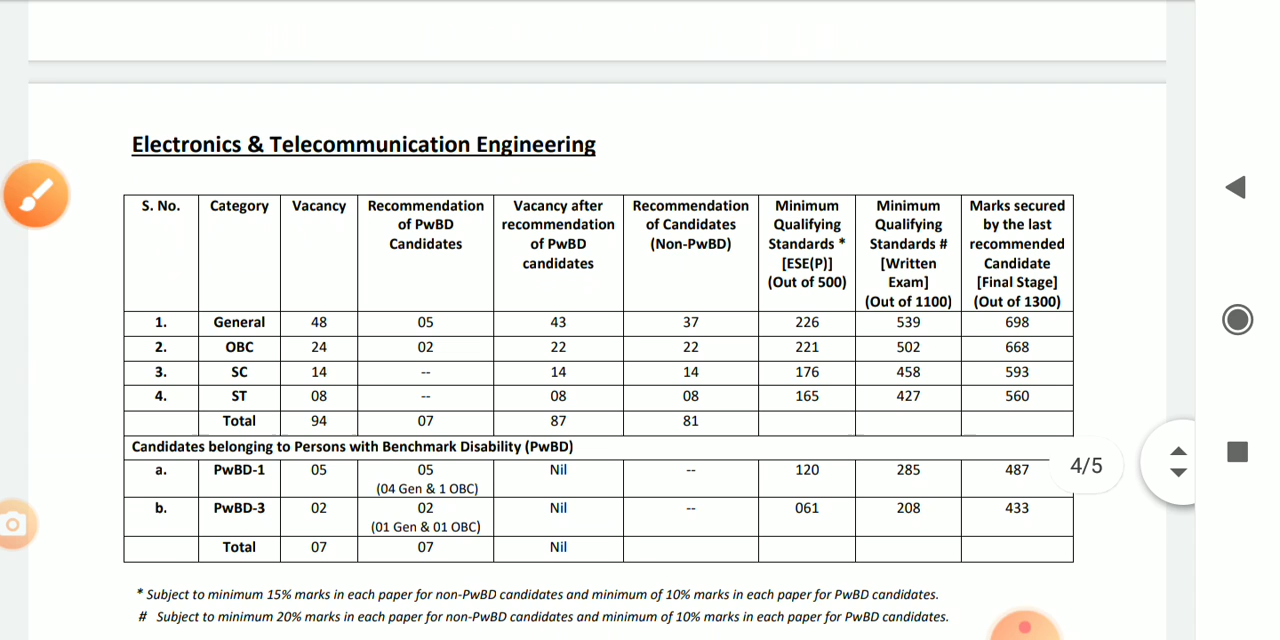 Electronics & Telecommunication Engineering
S. No. Category Vacancy Recommendation of PwBD Candidates Vacancy after recommendation of PwBD candidates Recommendation of Candidates (Non-PwBD) Minimum Qualifying Standards * [ESE(P)] (Out of 500) Minimum Qualifying Standards # [Written Exam] (Out of 1100) Marks secured by the last recommended Candidate [Final Stage] (Out of 1300)
1. General 48 05 43 37 226 539 698
2. OBC 24 02 22 22 221 502 668
3. SC 14 -- 14 14 176 458 593
4. ST 08 -- 08 08 165 427 560
Total 94 07 87 81
Candidates belonging to Persons with Benchmark Disability (PwBD)
a. PwBD-1 05 05 (04 Gen & 1 OBC) Nil -- 120 285 487
b. PwBD-3 02 02 (01 Gen & 01 OBC) Nil -- 061 208 433
Total 07 07 Nil
* Subject to minimum 15% marks in each paper for non-PwBD candidates and minimum of 10% marks in each paper for PwBD candidates.
# Subject to minimum 20% marks in each paper for non-PwBD candidates and minimum of 10% marks in each paper for PwBD candidates.
4/5